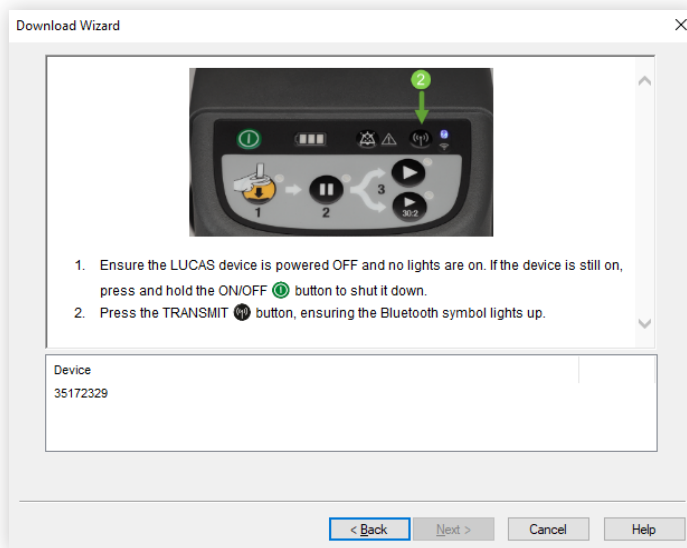 Download Wizard
2
1
2
3
30:2
1. Ensure the LUCAS device is powered OFF and no lights are on. If the device is still on,
press and hold the ON/OFF button to shut it down.
2. Press the TRANSMIT button, ensuring the Bluetooth symbol lights up.
Device
35172329
< Back
Next >
Cancel
Help